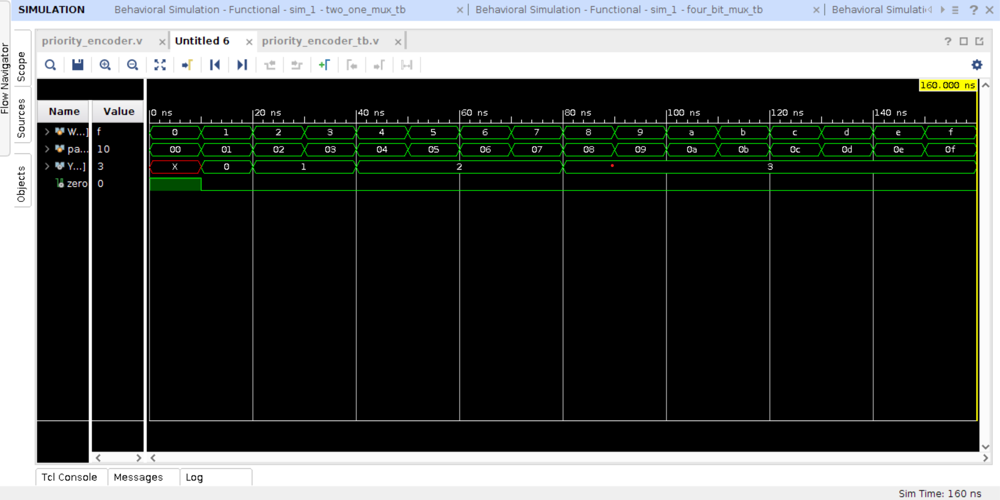 SIMULATION Behavioral Simulation - Functional - sim_1 - two_one_mux_tb Behavioral Simulation - Functional - sim_1 - four_bit_mux_tb Behavioral Simulati
Flow Navigator
Scope
Sources
Objects
priority_encoder.v Untitled 6 priority_encoder_tb.v
160.000 ns
Name Value 0 ns 20 ns 40 ns 60 ns 80 ns 100 ns 120 ns 140 ns
W...] f 0 1 2 3 4 5 6 7 8 9 a b c d e f
pa... 10 00 01 02 03 04 05 06 07 08 09 0a 0b 0c 0d 0e 0f
Y...] 3 X 0 1 2 3
zero 0
Tcl Console Messages Log
Sim Time: 160 ns